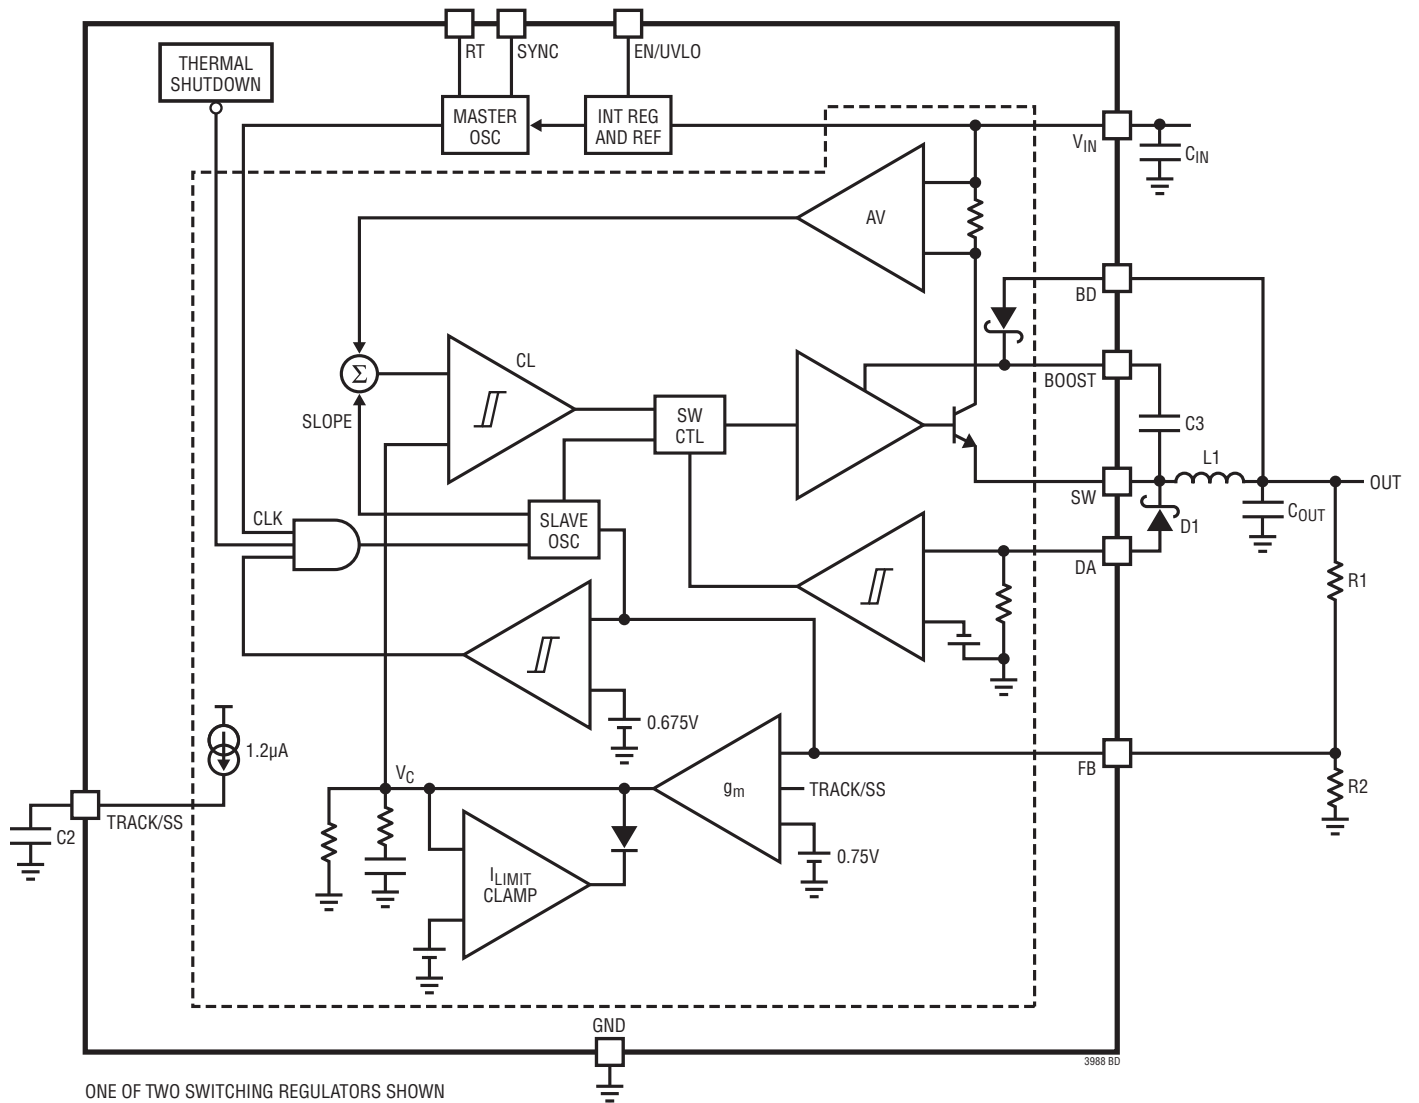 RT
SYNC
EN/UVLO
THERMAL
SHUTDOWN
MASTER
OSC
INT REG
AND REF
VIN
CIN
AV
BD
CL
Σ
BOOST
SLOPE
SW
CTL
C3
L1
SW
OUT
COUT
CLK
SLAVE
OSC
D1
DA
R1
0.675V
1.2µA
VC
gm
TRACK/SS
FB
R2
TRACK/SS
C2
0.75V
ILIMIT
CLAMP
GND
3988 BD
ONE OF TWO SWITCHING REGULATORS SHOWN